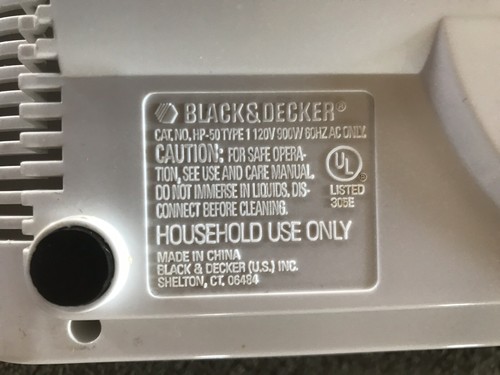 BLACK&DECKER®
CAT. NO. HP-50 TYPE 1 120V 900W 60HZ AC ONLY.
CAUTION: FOR SAFE OPERA-
TION, SEE USE AND CARE MANUAL.
DO NOT IMMERSE IN LIQUIDS, DIS-
CONNECT BEFORE CLEANING.
UL
LISTED
305E
HOUSEHOLD USE ONLY
MADE IN CHINA
BLACK & DECKER (U.S.) INC.
SHELTON, CT. 06484